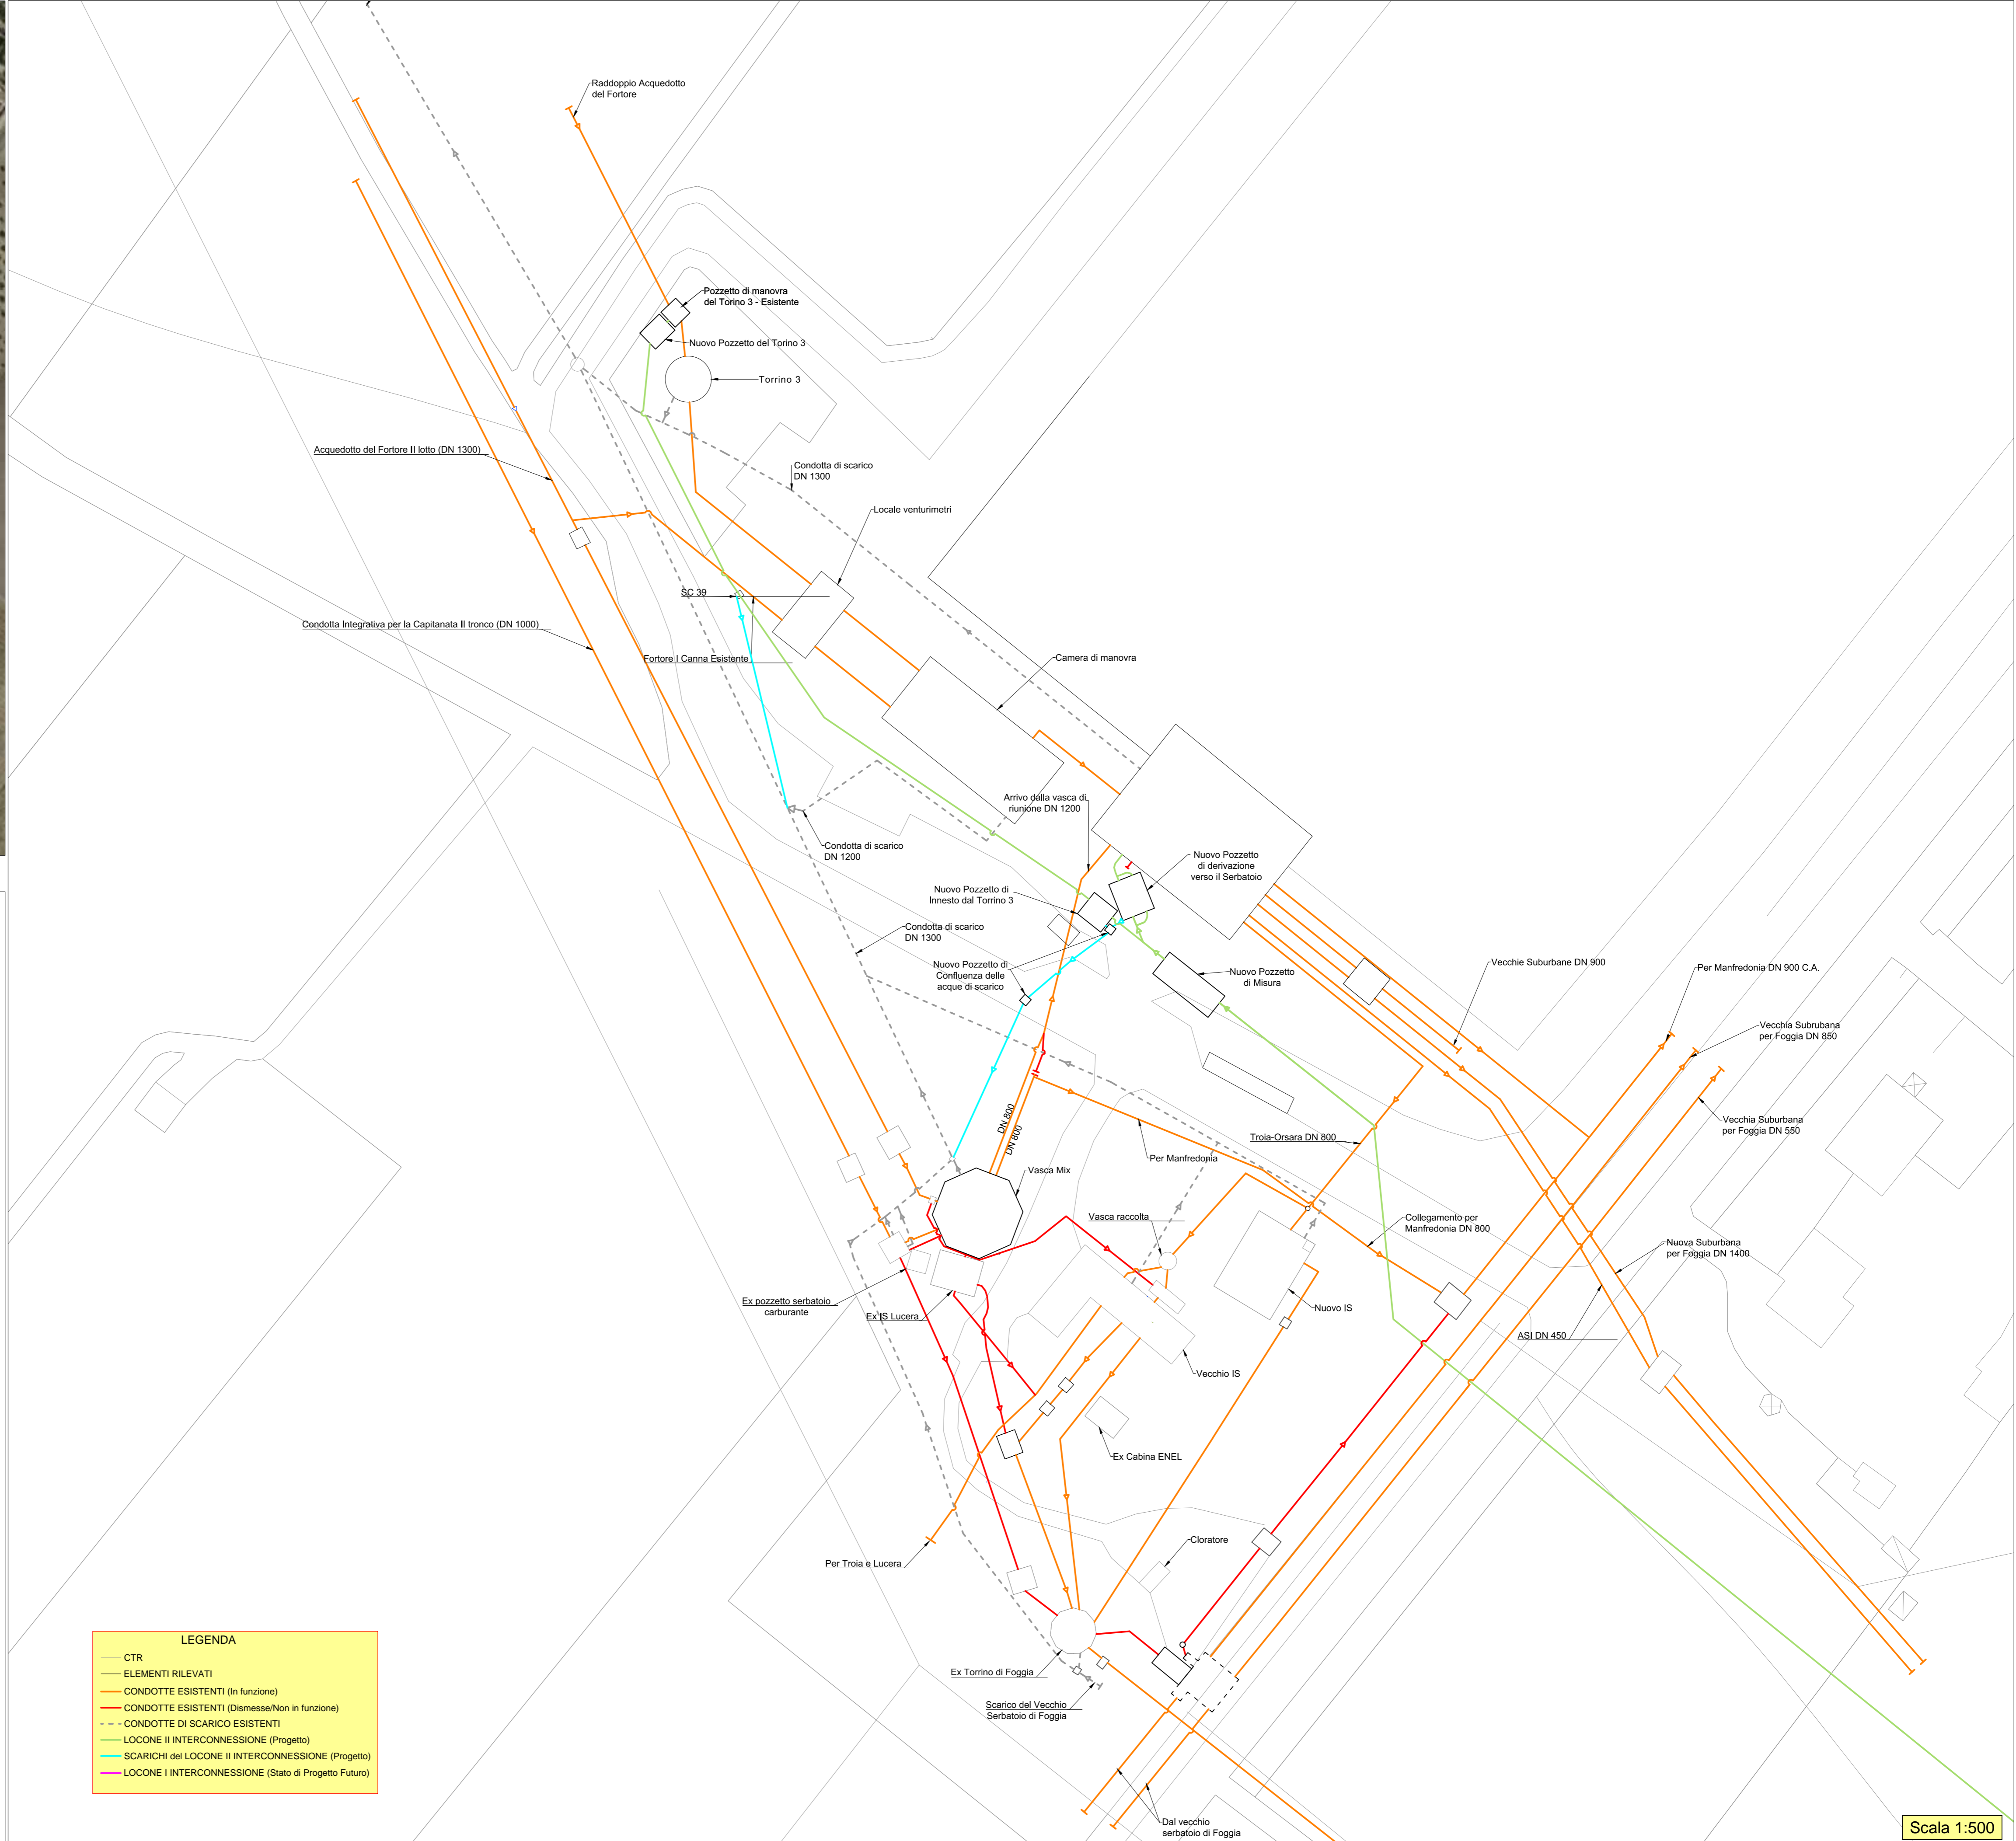 Raddoppio Acquedotto
del Fortore
Pozzetto di manovra
del Torino 3 - Esistente
Nuovo Pozzetto del Torino 3
Torrino 3
Acquedotto del Fortore II lotto (DN 1300)
Condotta di scarico
DN 1300
Locale venturimetri
SC 39
Condotta Integrativa per la Capitanata II tronco (DN 1000)
Fortore I Canna Esistente
Camera di manovra
Arrivo dalla vasca di
riunione DN 1200
Condotta di scarico
DN 1200
Nuovo Pozzetto
di derivazione
verso il Serbatoio
Nuovo Pozzetto di
Innesto dal Torrino 3
Condotta di scarico
DN 1300
Nuovo Pozzetto di
Confluenza delle
acque di scarico
Nuovo Pozzetto
di Misura
Vecchie Suburbane DN 900
Per Manfredonia DN 900 C.A.
Vecchia Subrubana
per Foggia DN 850
Vecchia Suburbana
per Foggia DN 550
DN 800
DN 800
Troia-Orsara DN 800
Per Manfredonia
Vasca Mix
Vasca raccolta
Collegamento per
Manfredonia DN 800
Nuova Suburbana
per Foggia DN 1400
Ex pozzetto serbatoio
carburante
Ex IS Lucera
Nuovo IS
ASI DN 450
Vecchio IS
Ex Cabina ENEL
Cloratore
Per Troia e Lucera
Ex Torrino di Foggia
Scarico del Vecchio
Serbatoio di Foggia
Dal vecchio
serbatoio di Foggia
LEGENDA
CTR
ELEMENTI RILEVATI
CONDOTTE ESISTENTI (In funzione)
CONDOTTE ESISTENTI (Dismesse/Non in funzione)
CONDOTTE DI SCARICO ESISTENTI
LOCONE II INTERCONNESSIONE (Progetto)
SCARICHI del LOCONE II INTERCONNESSIONE (Progetto)
LOCONE I INTERCONNESSIONE (Stato di Progetto Futuro)
Scala 1:500